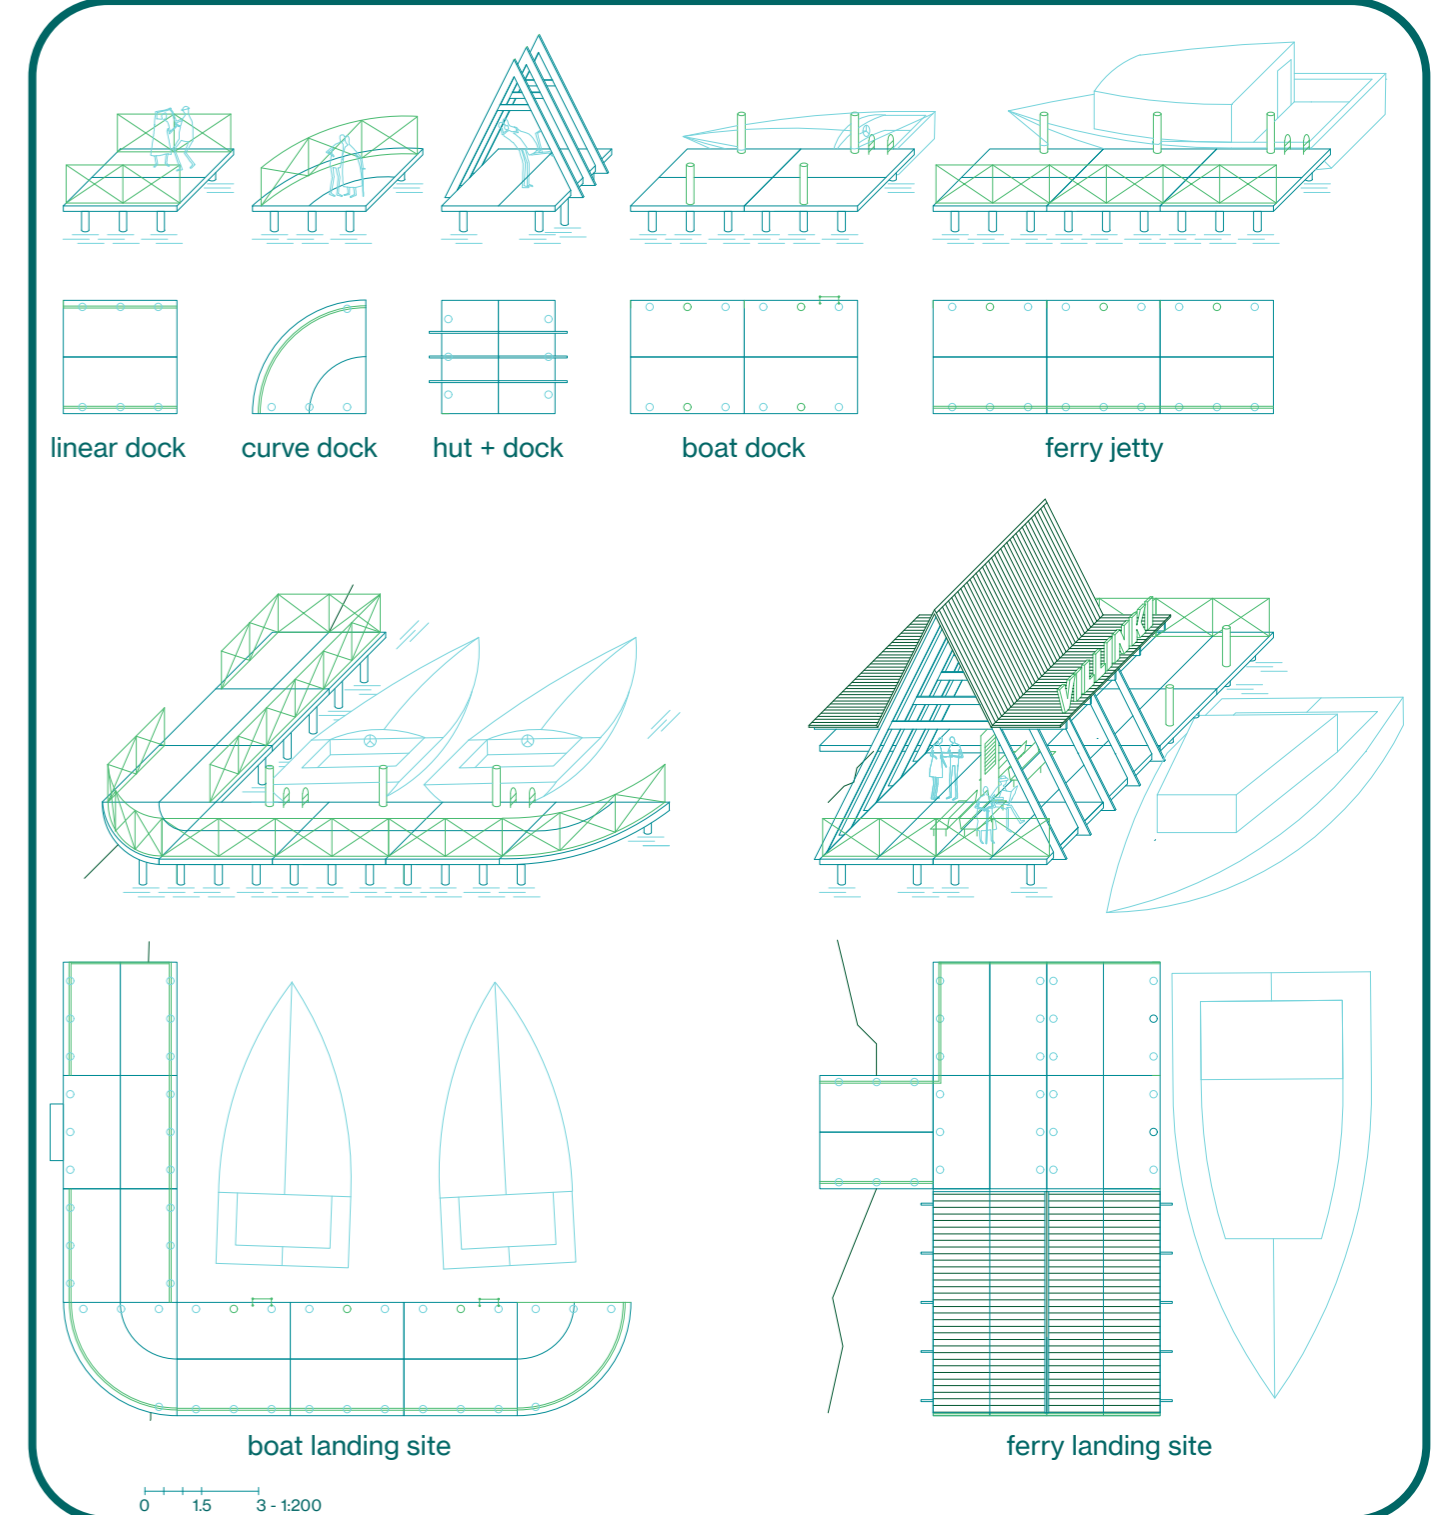 linear dock
curve dock
hut + dock
boat dock
ferry jetty
VILLINKI
boat landing site
ferry landing site
0 1.5 3 - 1:200